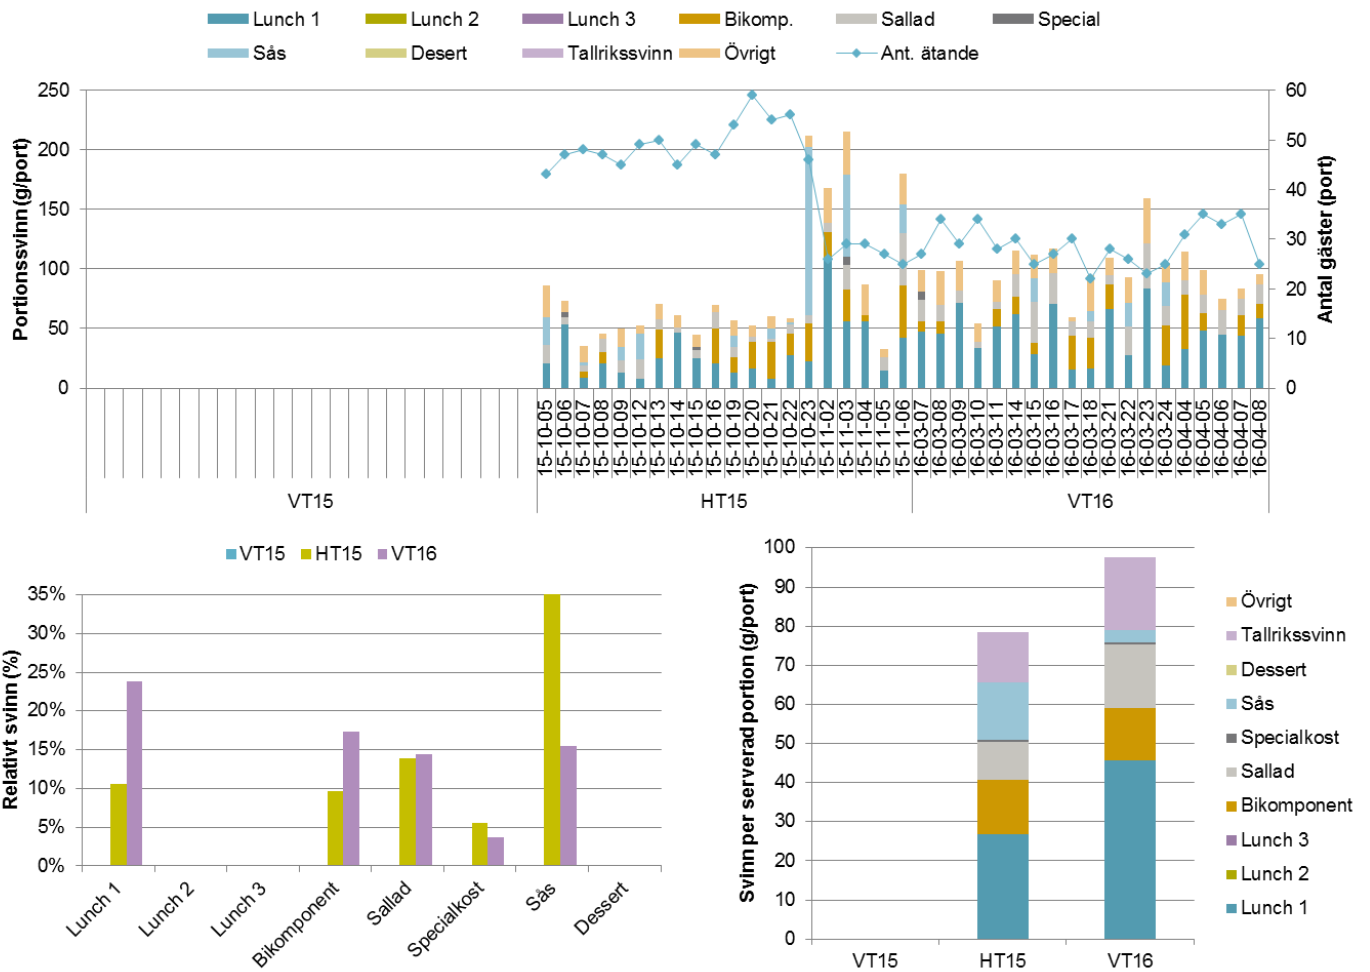 Lunch 1 Lunch 2 Lunch 3 Bikomp. Sallad Special
Sås Desert Tallrikssvinn Övrigt Ant. ätande
Portionssvinn (g/port)
250
200
150
100
50
0
60
50
40
30
20
10
0
Antal gäster (port)
15-10-05
15-10-06
15-10-07
15-10-08
15-10-09
15-10-12
15-10-13
15-10-14
15-10-15
15-10-16
15-10-19
15-10-20
15-10-21
15-10-22
15-10-23
15-11-02
15-11-03
15-11-04
15-11-05
15-11-06
16-03-07
16-03-08
16-03-09
16-03-10
16-03-11
16-03-14
16-03-15
16-03-16
16-03-17
16-03-18
16-03-21
16-03-22
16-03-23
16-03-24
16-04-04
16-04-05
16-04-06
16-04-07
16-04-08
VT15 HT15 VT16
VT15 HT15 VT16
Relativt svinn (%)
35%
30%
25%
20%
15%
10%
5%
0%
Lunch 1
Lunch 2
Lunch 3
Bikomponent
Sallad
Specialkost
Sås
Dessert
Svinn per serverad portion (g/port)
100
90
80
70
60
50
40
30
20
10
0
VT15 HT15 VT16
Övrigt
Tallrikssvinn
Dessert
Sås
Specialkost
Sallad
Bikomponent
Lunch 3
Lunch 2
Lunch 1